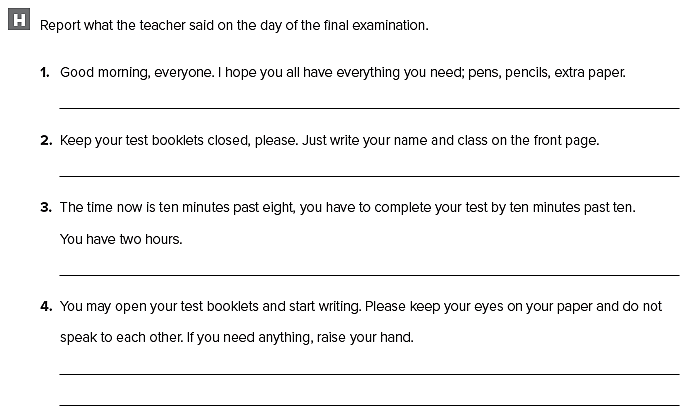 H Report what the teacher said on the day of the final examination.
1. Good morning, everyone. I hope you all have everything you need; pens, pencils, extra paper.
2. Keep your test booklets closed, please. Just write your name and class on the front page.
3. The time now is ten minutes past eight, you have to complete your test by ten minutes past ten.
You have two hours.
4. You may open your test booklets and start writing. Please keep your eyes on your paper and do not
speak to each other. If you need anything, raise your hand.